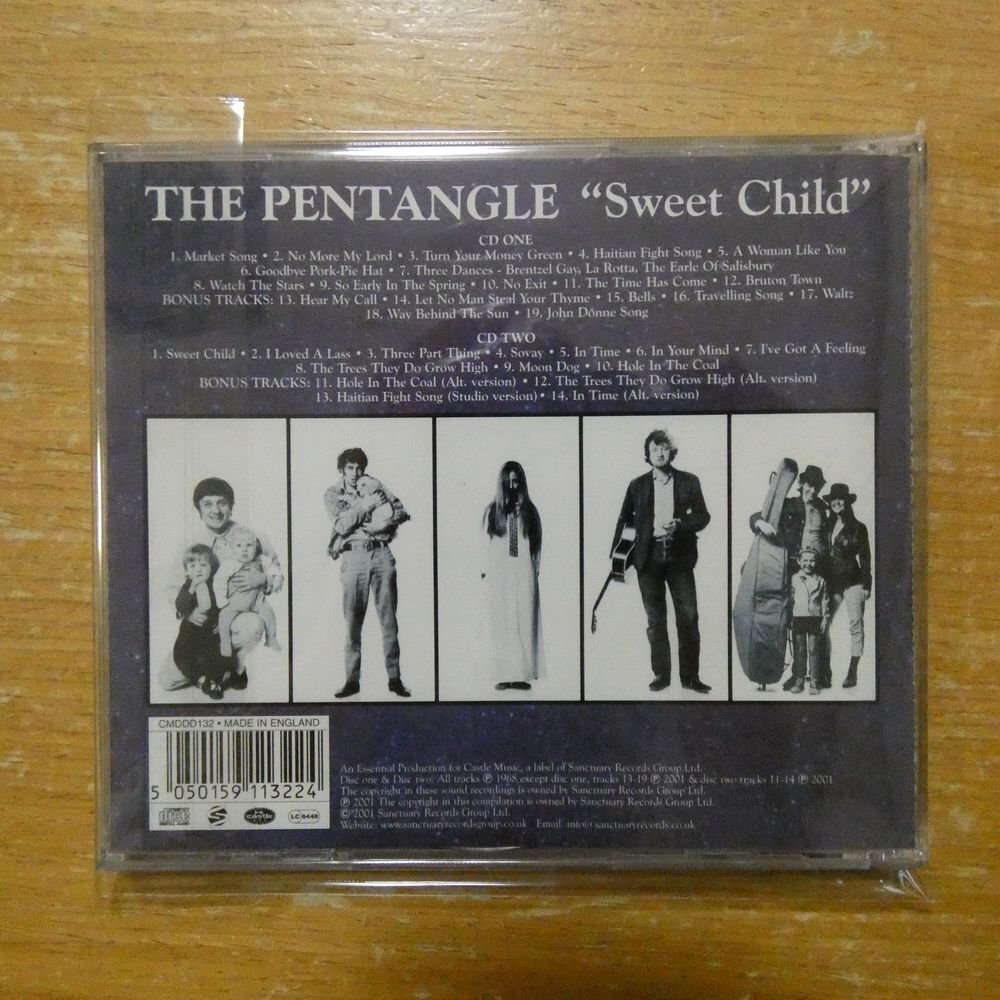 THE PENTANGLE “Sweet Child”
CD ONE
1. Market Song • 2. No More My Lord • 3. Turn Your Money Green • 4. Haitian Fight Song • 5. A Woman Like You
6. Goodbye Pork-Pie Hat • 7. Three Dances - Brentzel Gay, La Rotta, The Earle Of Salisbury
8. Watch The Stars • 9. So Early In The Spring • 10. No Exit • 11. The Time Has Come • 12. Bruton Town
BONUS TRACKS: 13. Hear My Call • 14. Let No Man Steal Your Thyme • 15. Bells • 16. Travelling Song • 17. Waltz
18. Way Behind The Sun • 19. John Donne Song
CD TWO
1. Sweet Child • 2. I Loved A Lass • 3. Three Part Thing • 4. Sovay • 5. In Time • 6. In Your Mind • 7. I've Got A Feeling
8. The Trees They Do Grow High • 9. Moon Dog • 10. Hole In The Coal
BONUS TRACKS: 11. Hole In The Coal (Alt. version) • 12. The Trees They Do Grow High (Alt. version)
13. Haitian Fight Song (Studio version) • 14. In Time (Alt. version)
CMDDD132 • MADE IN ENGLAND
5 050159 113224
COMPACT disc DIGITAL AUDIO
castle
LC 6448
An Essential Production for Castle Music, a label of Sanctuary Records Group Ltd.
Disc one & Disc two: All tracks ℗ 1968 except disc one, tracks 13-19 ℗ 2001 & disc two tracks 11-14 ℗ 2001
The copyright in these sound recordings is owned by Sanctuary Records Group Ltd.
℗ 2001 The copyright in this compilation is owned by Sanctuary Records Group Ltd.
© 2001 Sanctuary Records Group Ltd.
Website: www.sanctuaryrecordsgroup.co.uk Email: info@sanctuaryrecords.co.uk